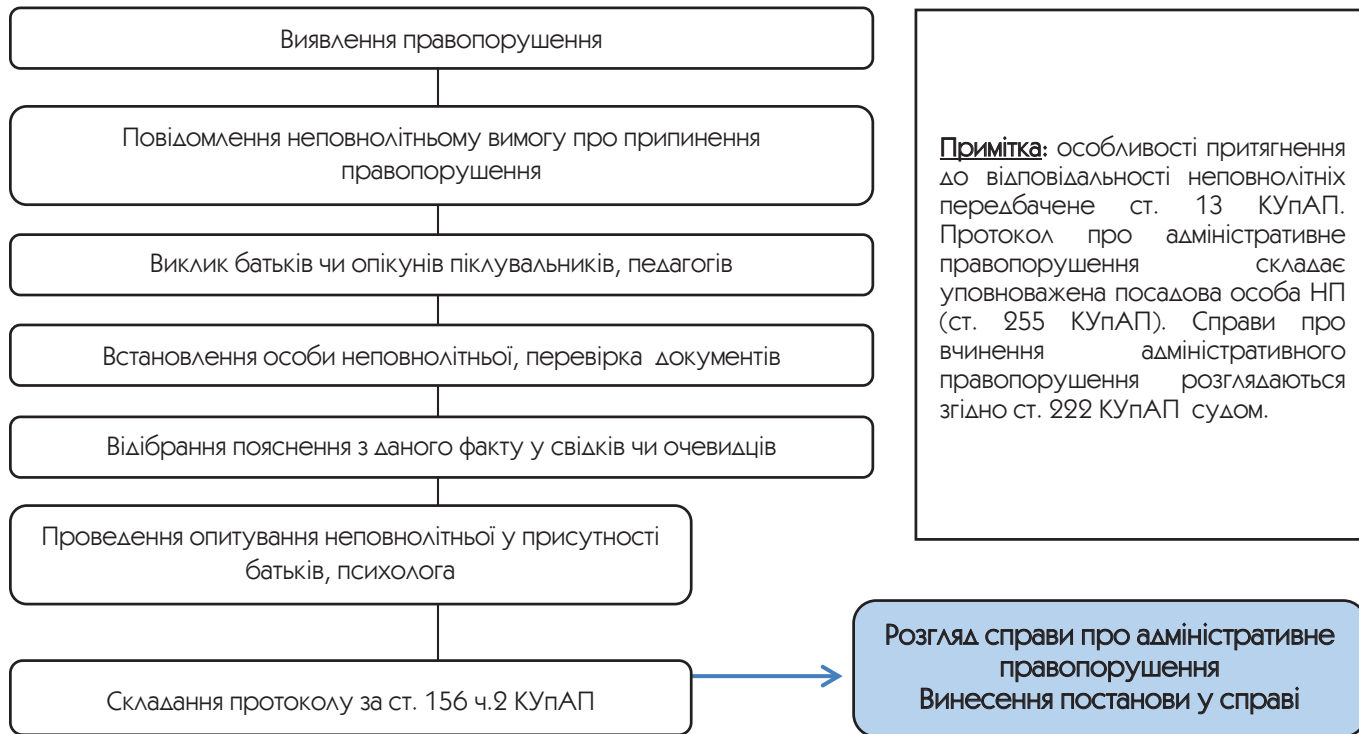 Виявлення правопорушення
Повідомлення неповнолітньому вимогу про припинення
правопорушення
Виклик батьків чи опікунів піклувальників, педагогів
Встановлення особи неповнолітньої, перевірка документів
Відібрання пояснення з даного факту у свідків чи очевидців
Проведення опитування неповнолітньої у присутності
батьків, психолога
Складання протоколу за ст. 156 ч.2 КУпАП
Примітка: особливості притягнення
до відповідальності неповнолітніх
передбачене ст. 13 КУпАП.
Протокол про адміністративне
правопорушення складає
уповноважена посадова особа НП
(ст. 255 КУпАП). Справи про
вчинення адміністративного
правопорушення розглядаються
згідно ст. 222 КУпАП судом.
Розгляд справи про адміністративне
правопорушення
Винесення постанови у справі